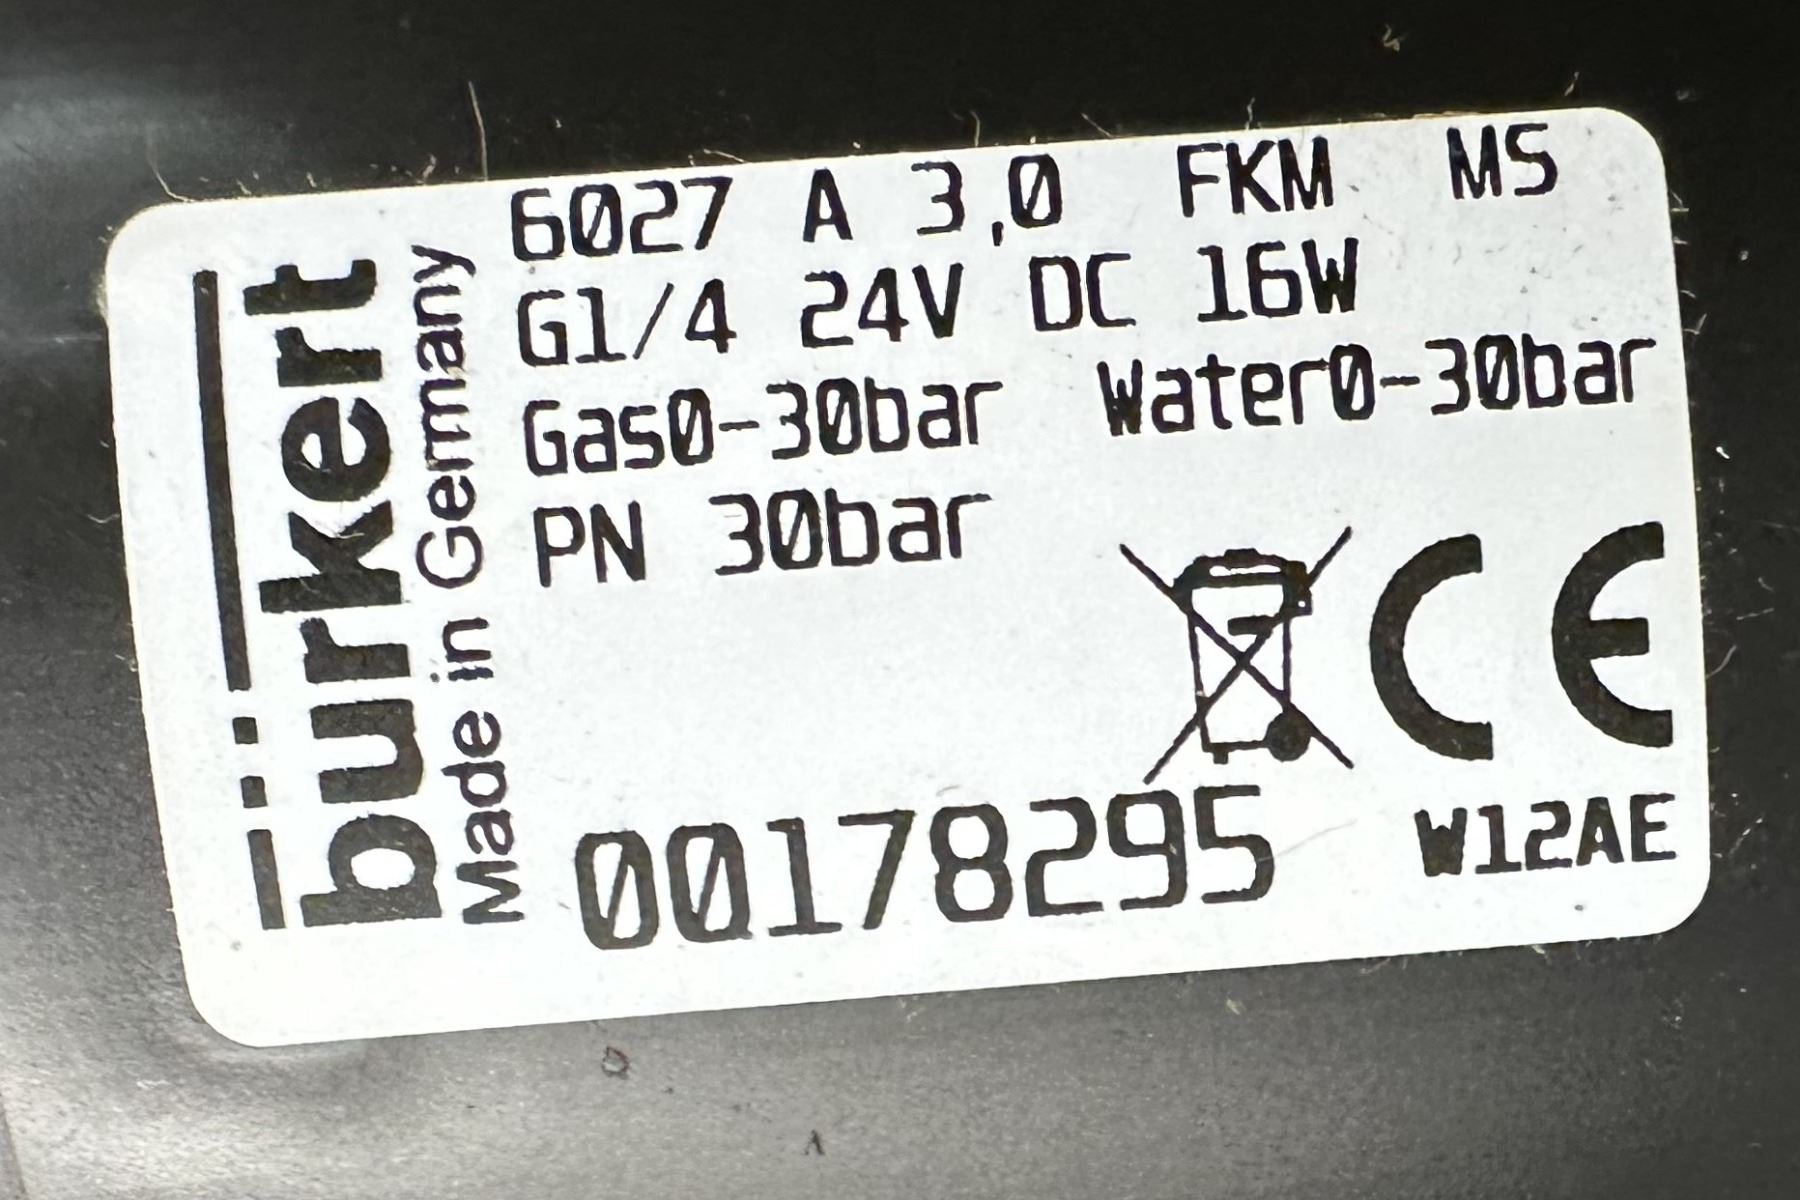 bürkert
Made in Germany
6027 A 3,0 FKM MS
G1/4 24V DC 16W
Gas0-30bar Water0-30bar
PN 30bar
CE
00178295 W12AE